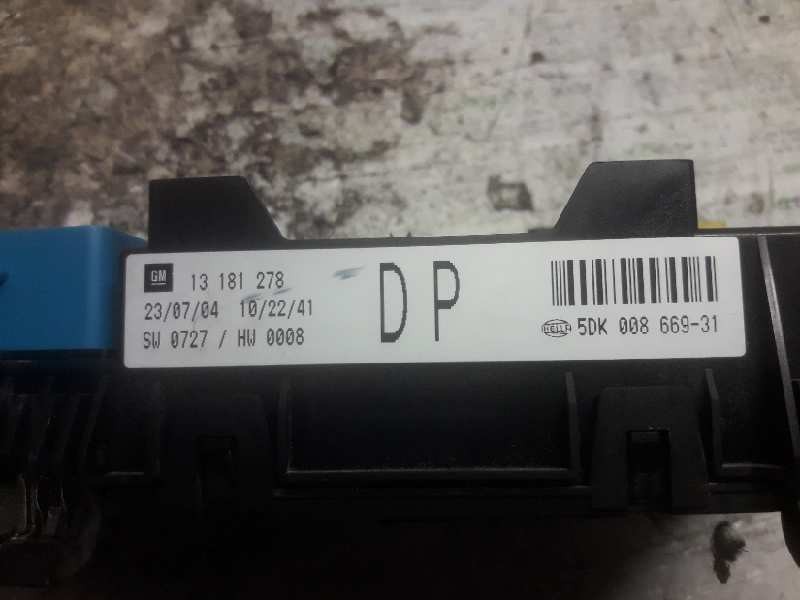 GM 13 181 278
23/07/04 10/22/41
SW 0727 / HW 0008
DP
HELLA 5DK 008 669-31